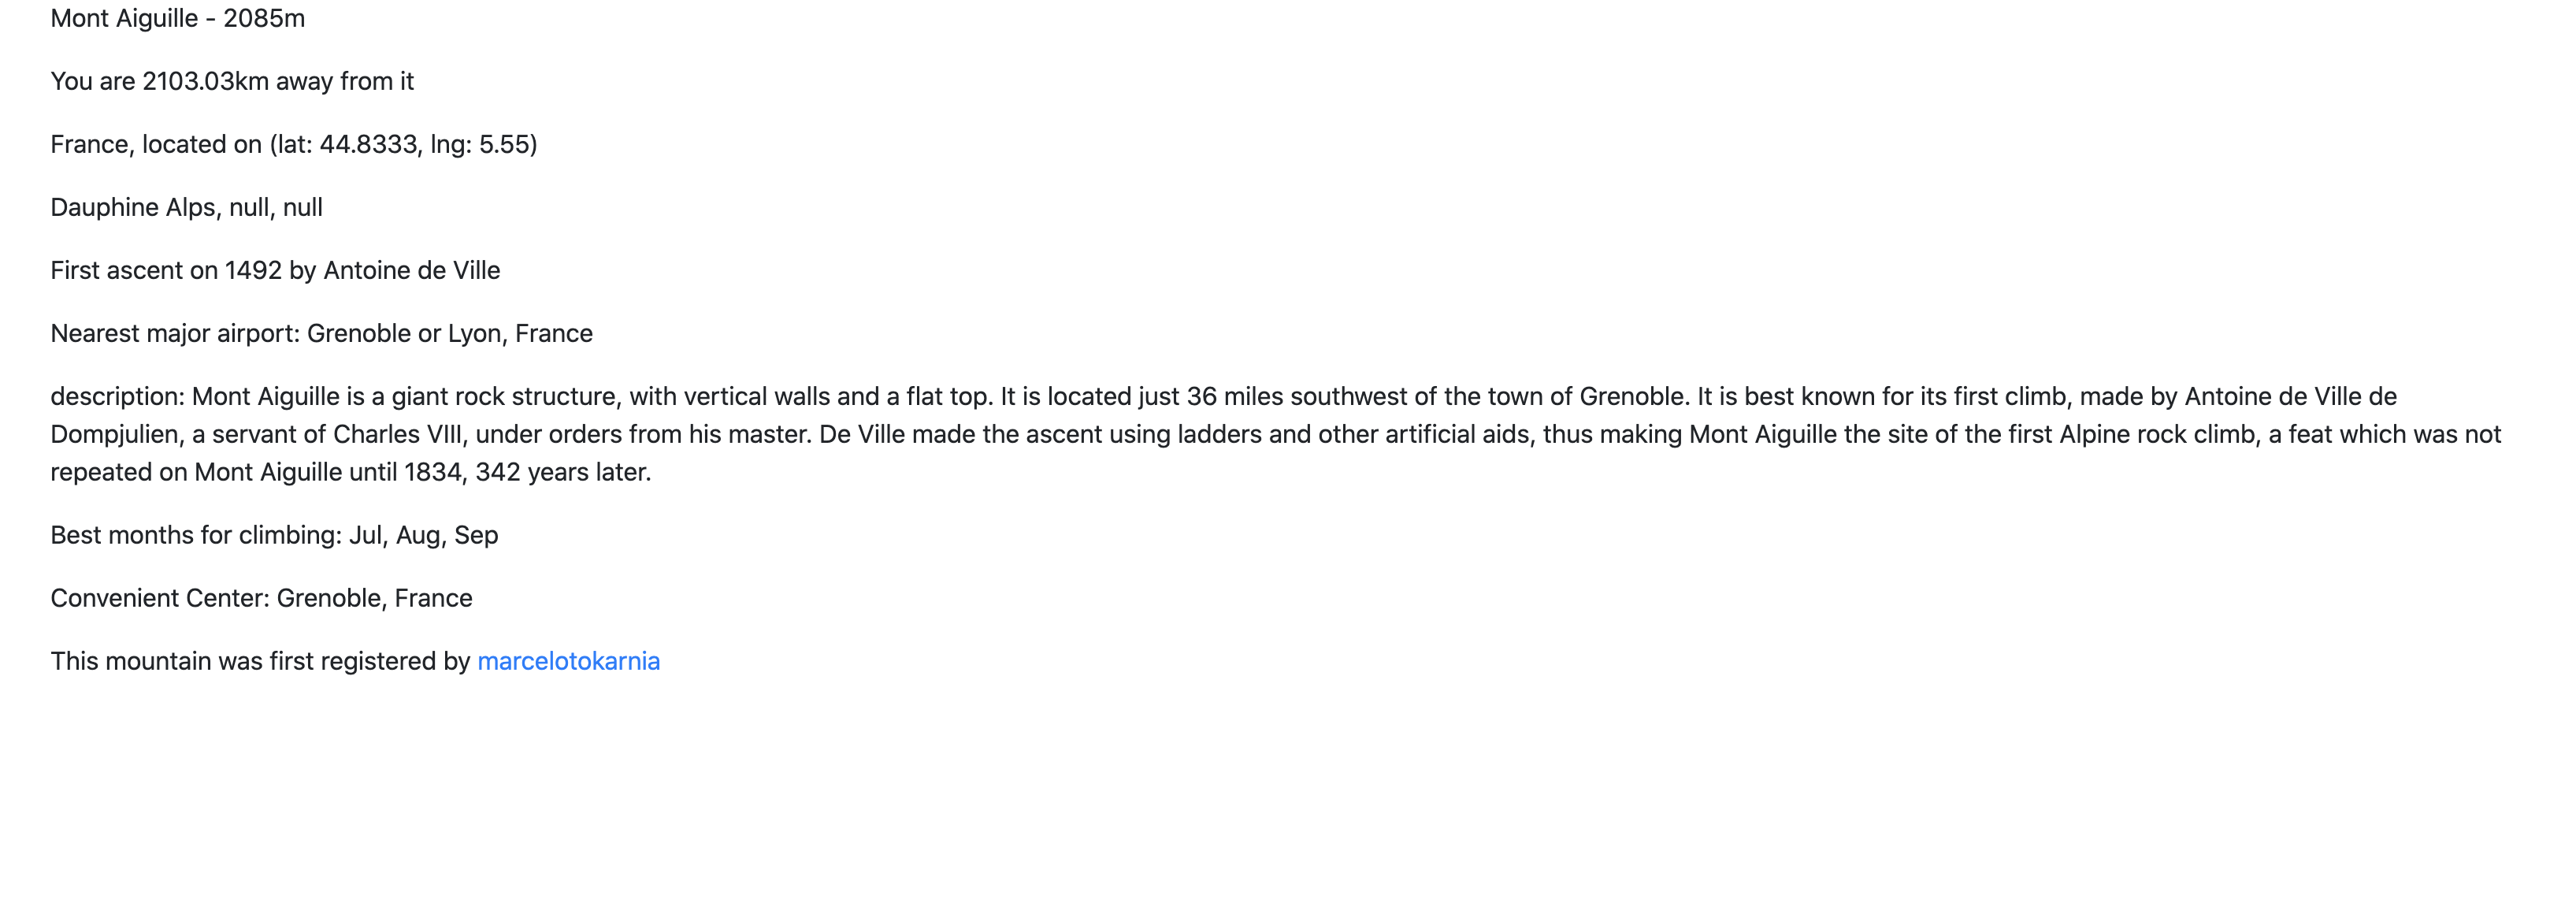 Mont Aiguille - 2085m
You are 2103.03km away from it
France, located on (lat: 44.8333, lng: 5.55)
Dauphine Alps, null, null
First ascent on 1492 by Antoine de Ville
Nearest major airport: Grenoble or Lyon, France
description: Mont Aiguille is a giant rock structure, with vertical walls and a flat top. It is located just 36 miles southwest of the town of Grenoble. It is best known for its first climb, made by Antoine de Ville de
Dompjulien, a servant of Charles VIII, under orders from his master. De Ville made the ascent using ladders and other artificial aids, thus making Mont Aiguille the site of the first Alpine rock climb, a feat which was not
repeated on Mont Aiguille until 1834, 342 years later.
Best months for climbing: Jul, Aug, Sep
Convenient Center: Grenoble, France
This mountain was first registered by marcelotokarnia